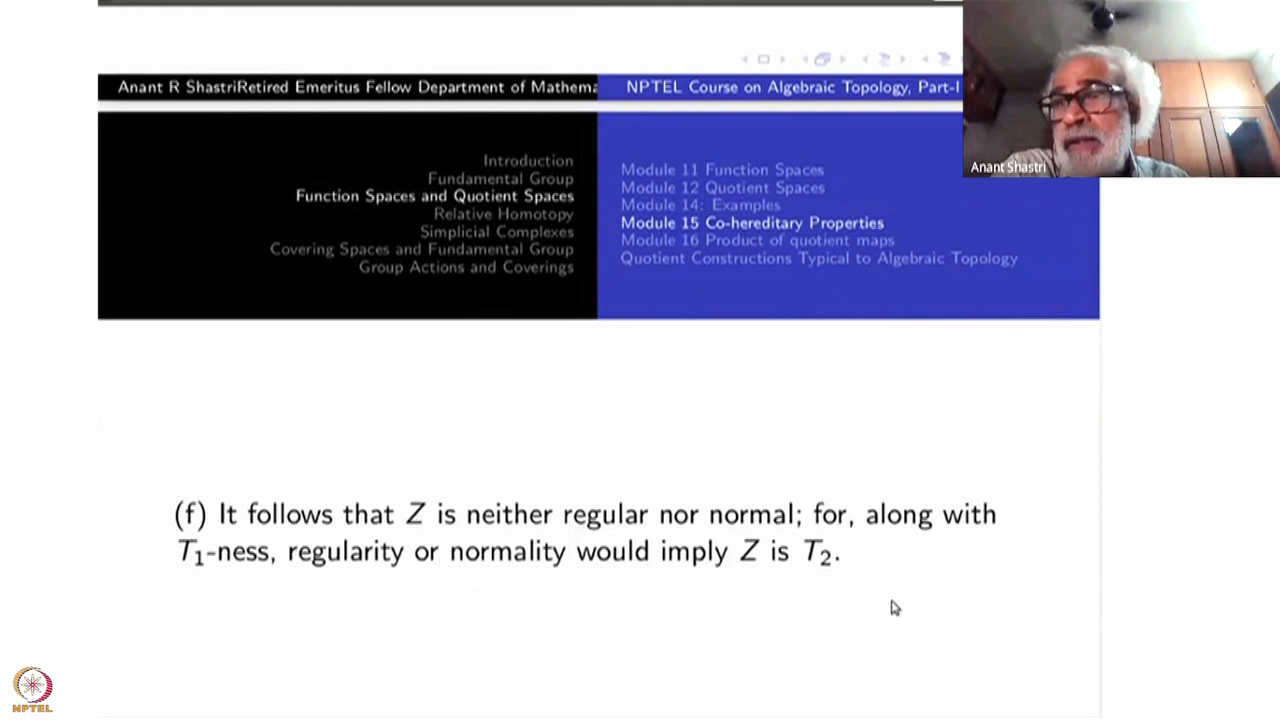 Anant R ShastriRetired Emeritus Fellow Department of Mathema
NPTEL Course on Algebraic Topology, Part-I
Introduction
Fundamental Group
Function Spaces and Quotient Spaces
Relative Homotopy
Simplicial Complexes
Covering Spaces and Fundamental Group
Group Actions and Coverings
Module 11 Function Spaces
Module 12 Quotient Spaces
Module 14: Examples
Module 15 Co-hereditary Properties
Module 16 Product of quotient maps
Quotient Constructions Typical to Algebraic Topology
Anant Shastri
(f) It follows that Z is neither regular nor normal; for, along with
T₁-ness, regularity or normality would imply Z is T₂.
NPTEL